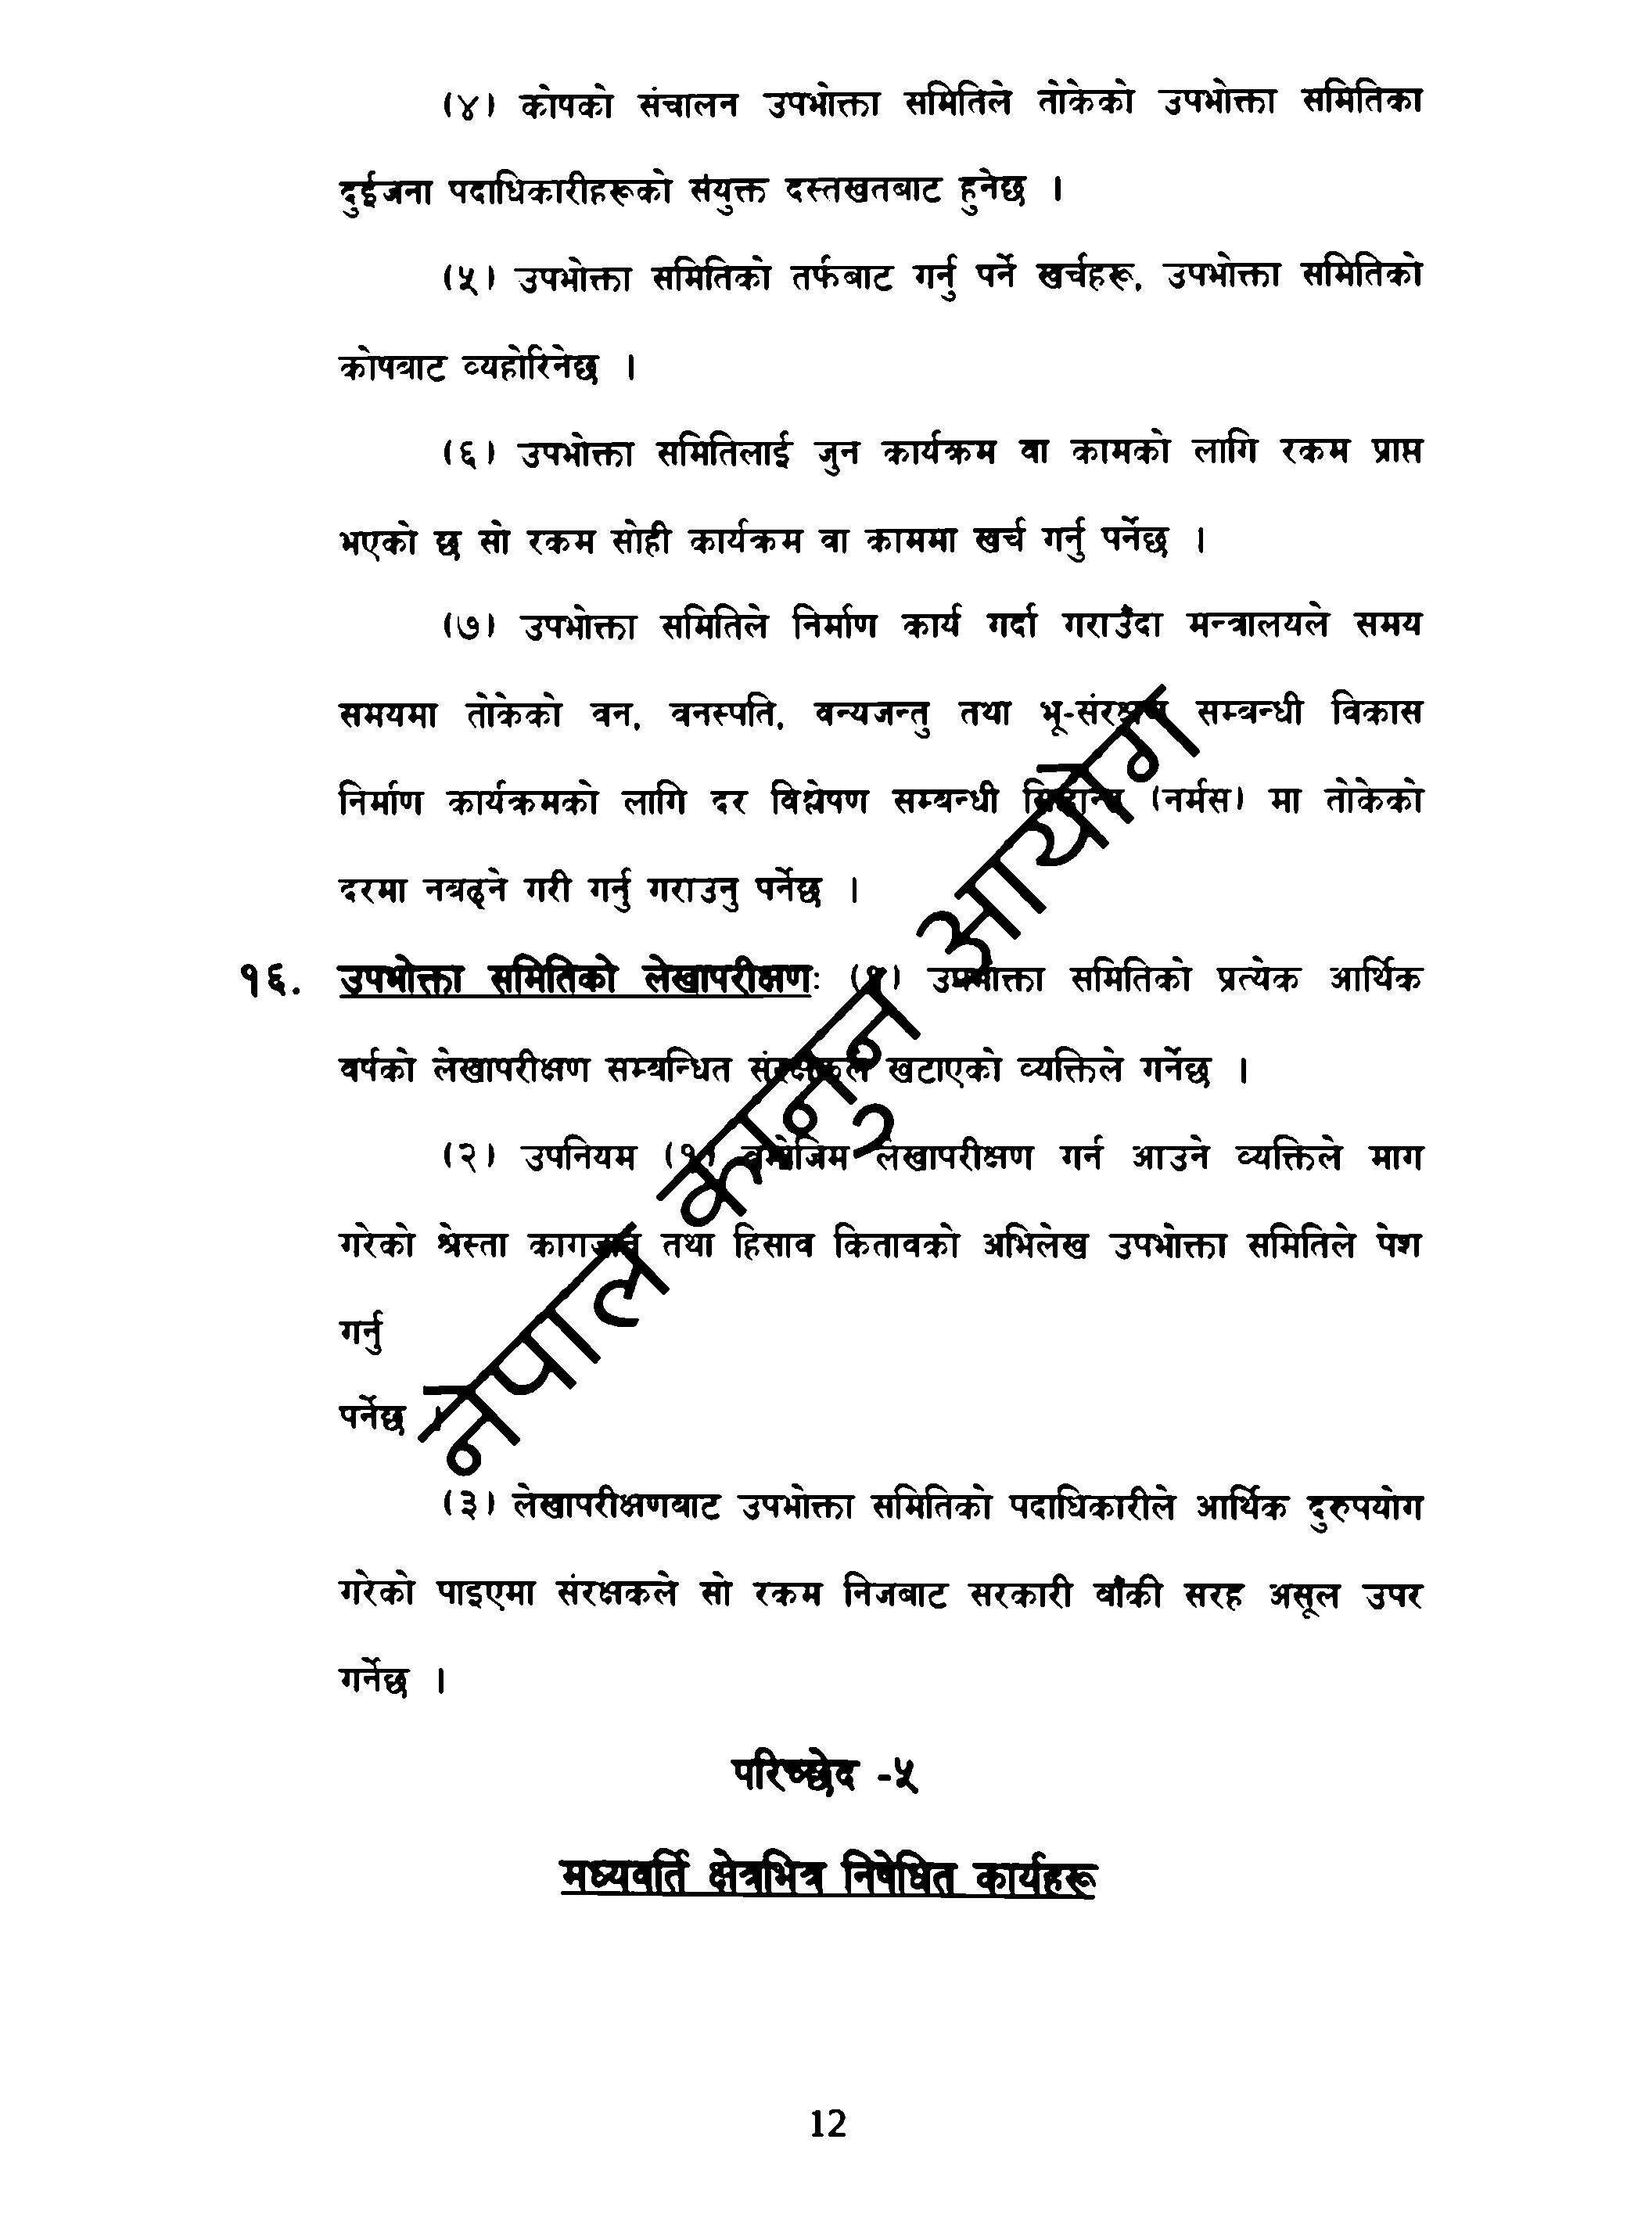 (४) कोषको संचालन उपभोक्ता समितिले तोकेको उपभोक्ता समितिका
दुईजना पदाधिकारीहरूको संयुक्त दस्तखतबाट हुनेछ ।
(५) उपभोक्ता समितिको तर्फबाट गर्नु पर्ने खर्चहरू, उपभोक्ता समितिको
कोषबाट व्यहोरिनेछ ।
(६) उपभोक्ता समितिलाई जुन कार्यक्रम वा कामको लागि रकम प्राप्त
भएको छ सो रकम सोही कार्यक्रम वा काममा खर्च गर्नु पर्नेछ ।
(७) उपभोक्ता समितिले निर्माण कार्य गर्दा गराउँदा मन्त्रालयले समय
समयमा तोकेको वन, वनस्पति, वन्यजन्तु तथा भू-संरक्षण सम्बन्धी विकास
निर्माण कार्यक्रमको लागि दर विश्लेषण सम्बन्धी (नर्मस) मा तोकेको
दरमा नबढ्ने गरी गर्नु गराउनु पर्नेछ ।
१६. उपभोक्ता समितिको लेखापरीक्षणः (१) उपभोक्ता समितिको प्रत्येक आर्थिक
वर्षको लेखापरीक्षण सम्बन्धित संरक्षकले खटाएको व्यक्तिले गर्नेछ ।
(२) उपनियम (१) बमोजिम लेखापरीक्षण गर्न आउने व्यक्तिले माग
गरेको श्रेस्ता कागजात तथा हिसाव कितावको अभिलेख उपभोक्ता समितिले पेश
गर्नु
पर्नेछ ।
(३) लेखापरीक्षणबाट उपभोक्ता समितिको पदाधिकारीले आर्थिक दुरुपयोग
गरेको पाइएमा संरक्षकले सो रकम निजबाट सरकारी बाँकी सरह असूल उपर
गर्नेछ ।
परिच्छेद -५
मध्यवर्ति क्षेत्रभित्र निषेधित कार्यहरू
नेपाल कानुन आयोग
12